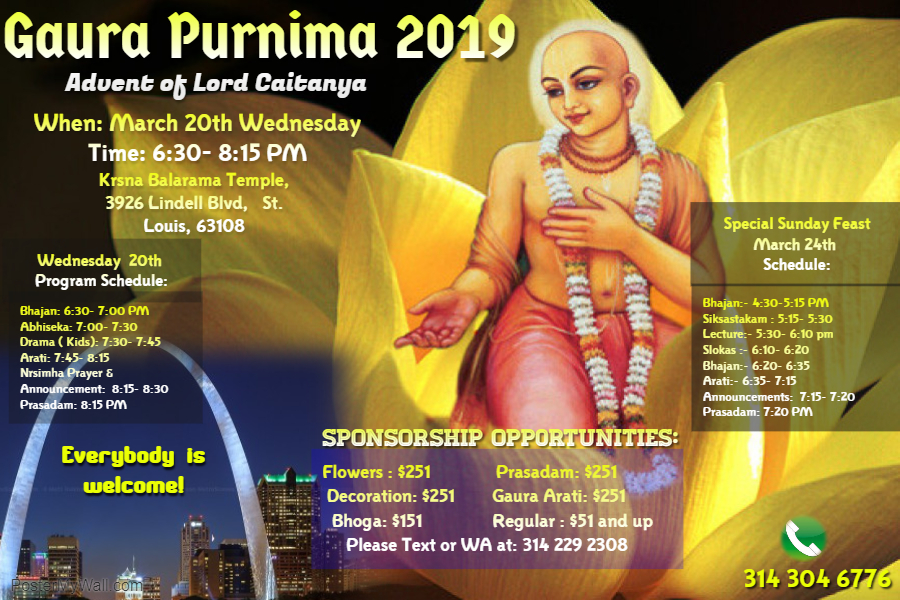 Gaura Purnima 2019
Advent of Lord Caitanya
When: March 20th Wednesday
Time: 6:30- 8:15 PM
Krsna Balarama Temple,
3926 Lindell Blvd, St.
Louis, 63108
Wednesday 20th
Program Schedule:
Bhajan: 6:30- 7:00 PM
Abhiseka: 7:00- 7:30
Drama ( Kids): 7:30- 7:45
Arati: 7:45- 8:15
Nrsimha Prayer &
Announcement: 8:15- 8:30
Prasadam: 8:15 PM
Everybody is
welcome!
Special Sunday Feast
March 24th
Schedule:
Bhajan:- 4:30-5:15 PM
Siksastakam : 5:15- 5:30
Lecture:- 5:30- 6:10 pm
Slokas :- 6:10- 6:20
Bhajan:- 6:20- 6:35
Arati:- 6:35- 7:15
Announcements: 7:15- 7:20
Prasadam: 7:20 PM
SPONSORSHIP OPPORTUNITIES:
Flowers : $251 Prasadam: $251
Decoration: $251 Gaura Arati: $251
Bhoga: $151 Regular : $51 and up
Please Text or WA at: 314 229 2308
314 304 6776
PosterMyWall.com